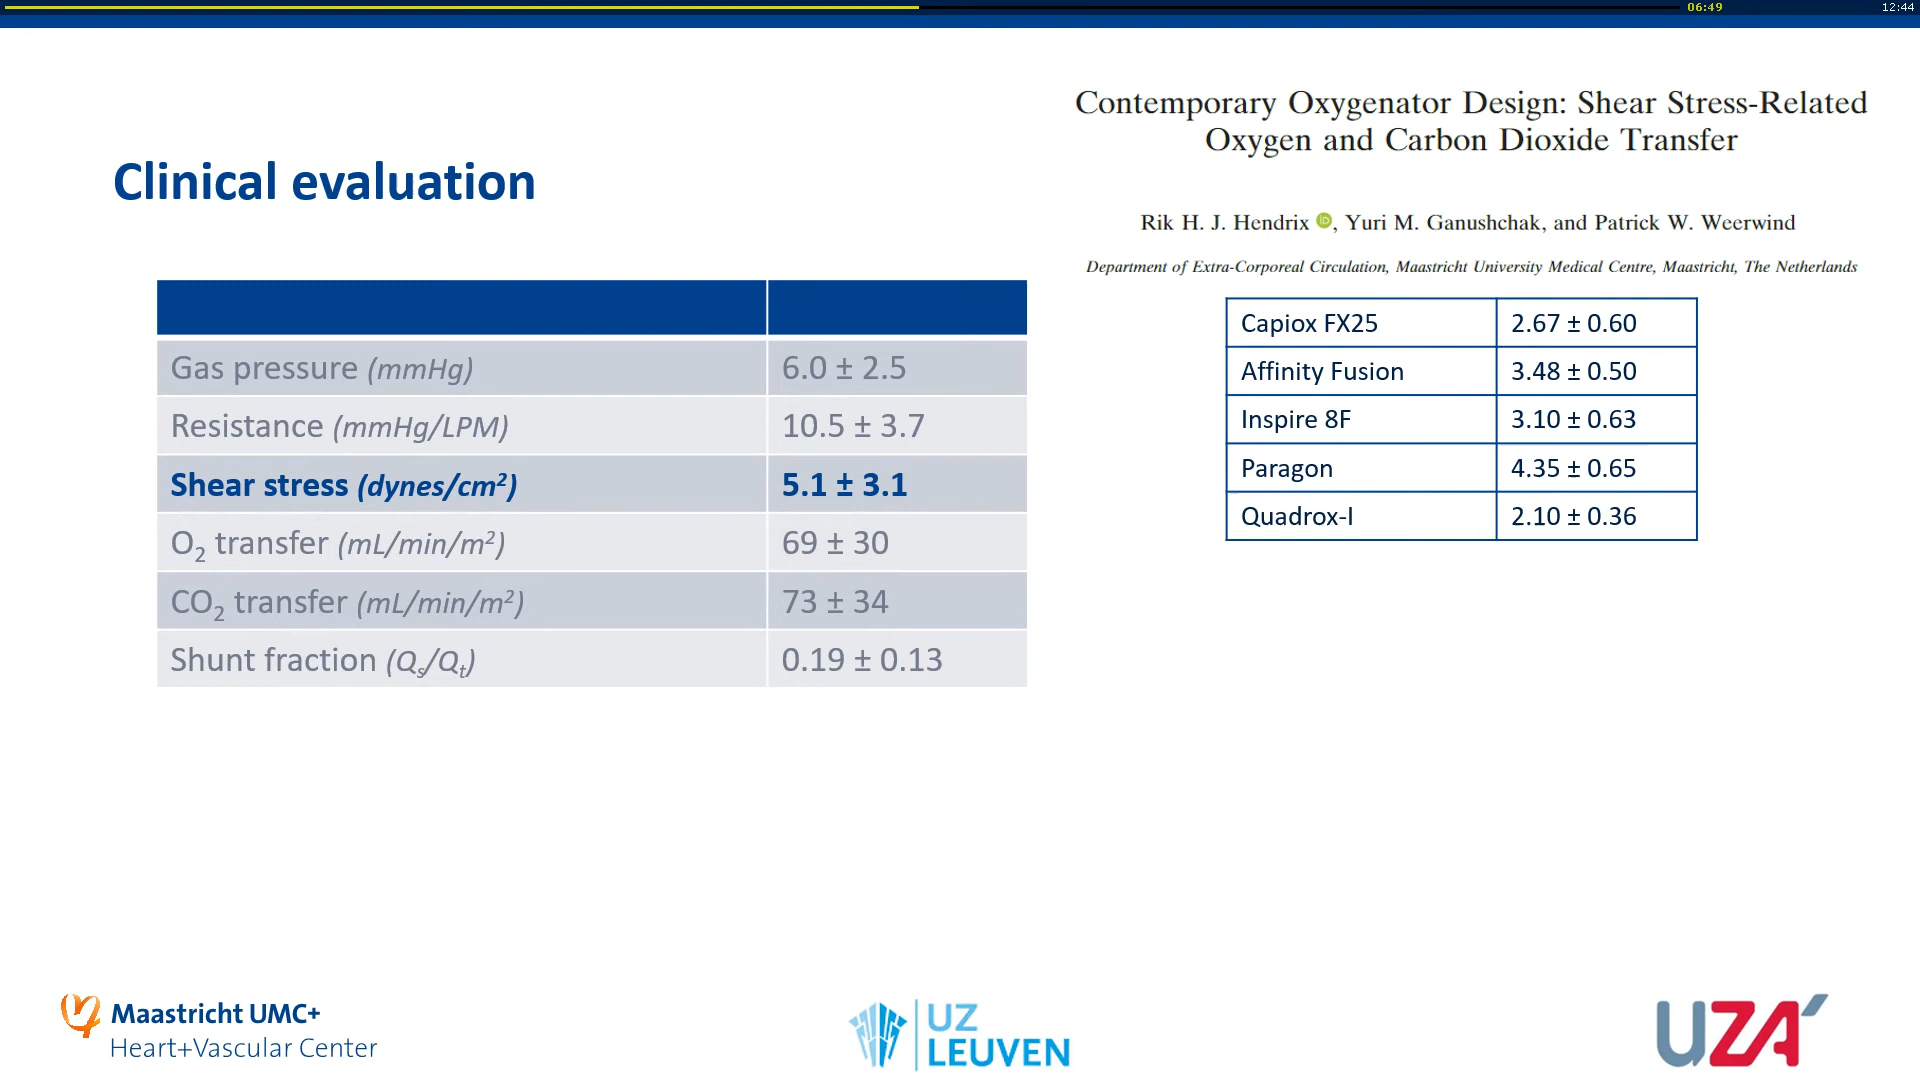 06:49
12:44
Contemporary Oxygenator Design: Shear Stress-Related
Oxygen and Carbon Dioxide Transfer
Clinical evaluation
Rik H. J. Hendrix iD, Yuri M. Ganushchak, and Patrick W. Weerwind
Department of Extra-Corporeal Circulation, Maastricht University Medical Centre, Maastricht, The Netherlands
Gas pressure (mmHg) 6.0 ± 2.5
Resistance (mmHg/LPM) 10.5 ± 3.7
Shear stress (dynes/cm²) 5.1 ± 3.1
O₂ transfer (mL/min/m²) 69 ± 30
CO₂ transfer (mL/min/m²) 73 ± 34
Shunt fraction (Qₛ/Qₜ) 0.19 ± 0.13
Capiox FX25 2.67 ± 0.60
Affinity Fusion 3.48 ± 0.50
Inspire 8F 3.10 ± 0.63
Paragon 4.35 ± 0.65
Quadrox-I 2.10 ± 0.36
Maastricht UMC+
Heart+Vascular Center
UZ
LEUVEN
UZA